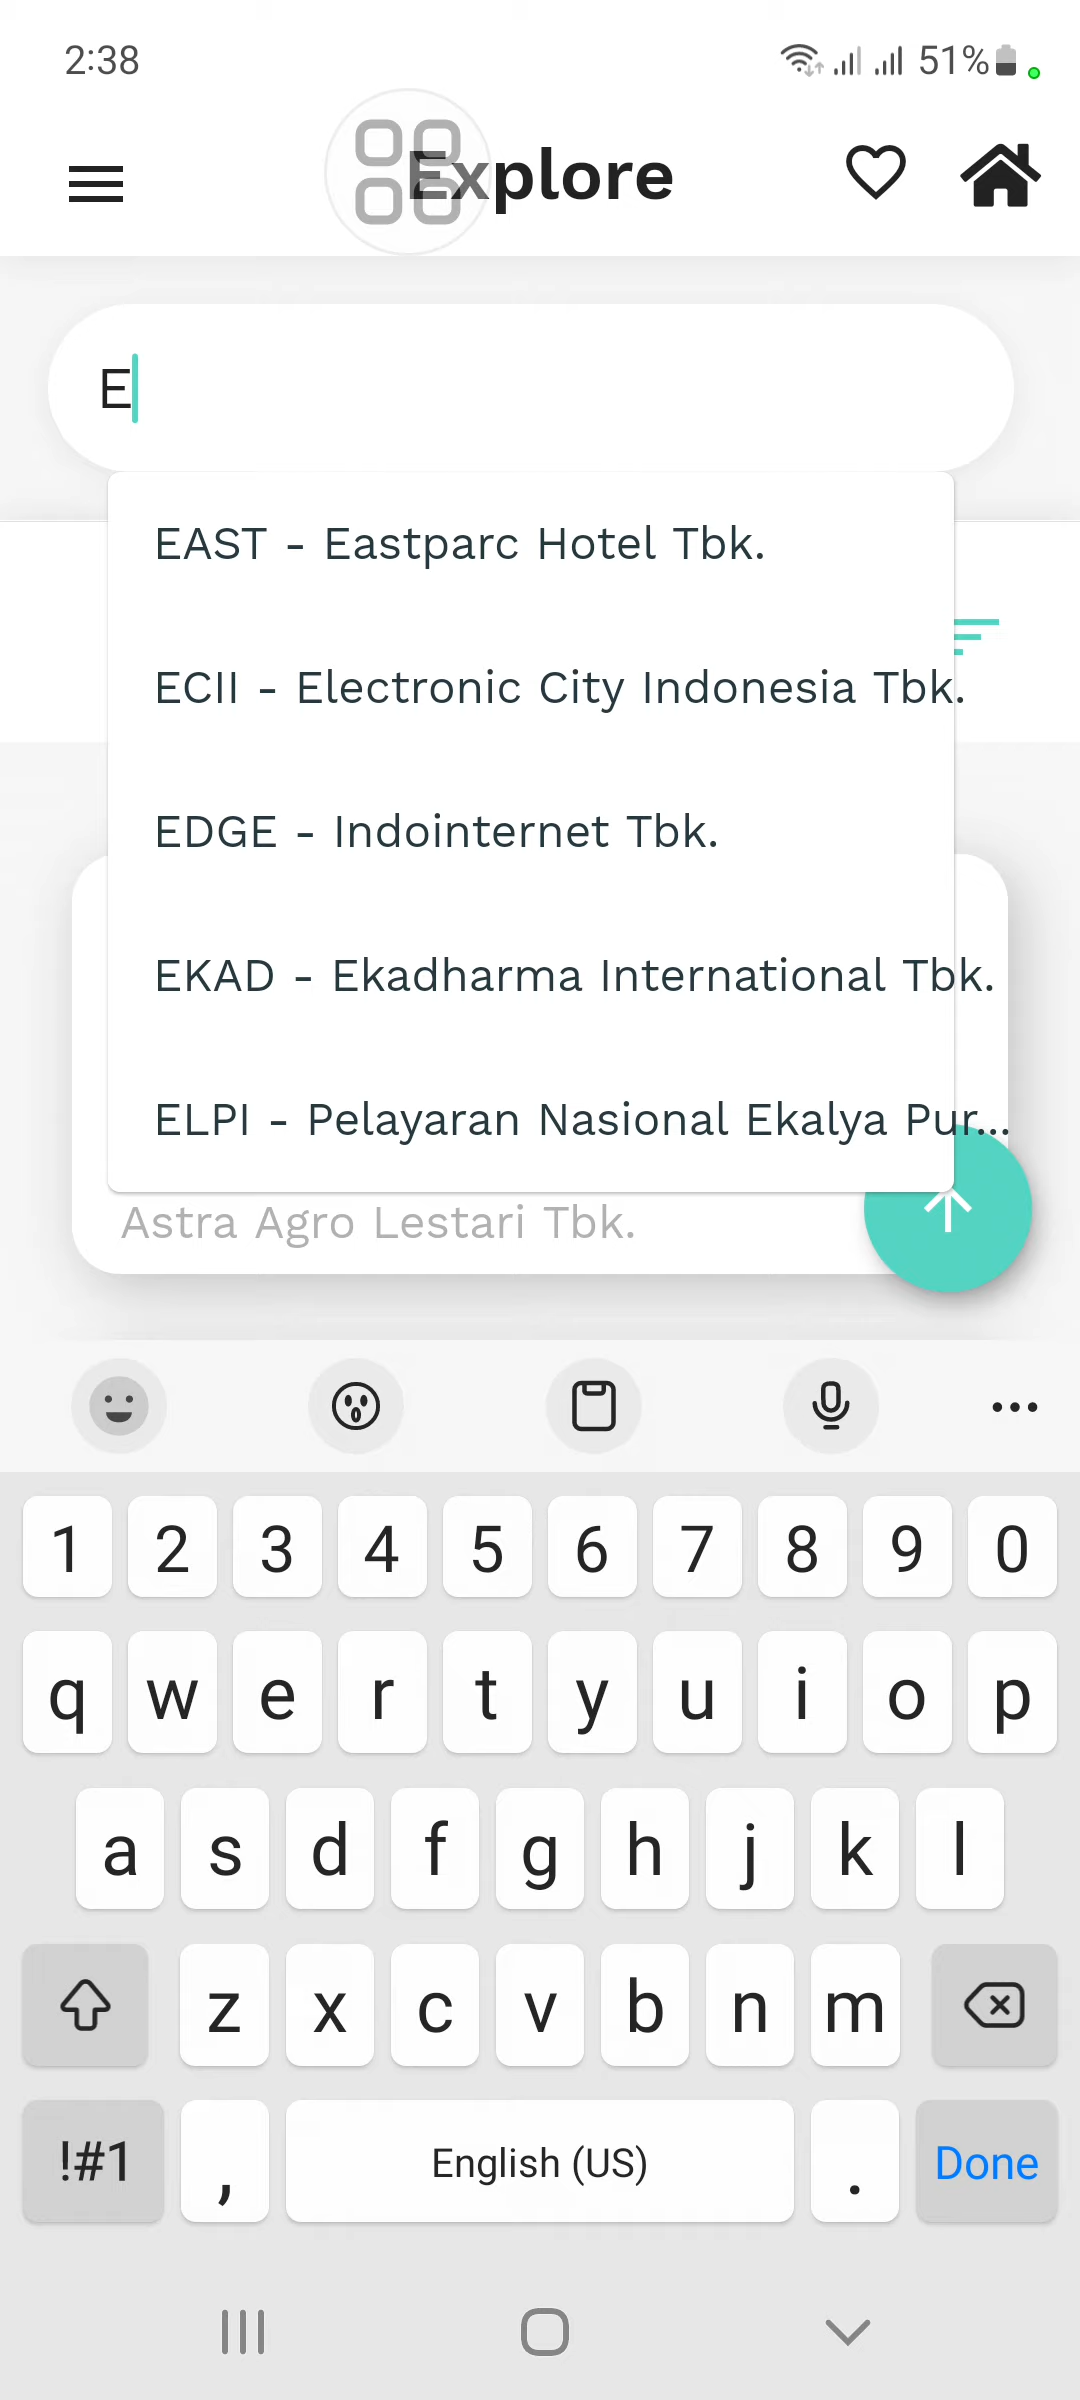 2:38
51%
Explore
E
EAST - Eastparc Hotel Tbk.
ECII - Electronic City Indonesia Tbk.
EDGE - Indointernet Tbk.
EKAD - Ekadharma International Tbk.
ELPI - Pelayaran Nasional Ekalya Pur...
Astra Agro Lestari Tbk.
1 2 3 4 5 6 7 8 9 0
q w e r t y u i o p
a s d f g h j k l
z x c v b n m
!#1 , English (US) . Done